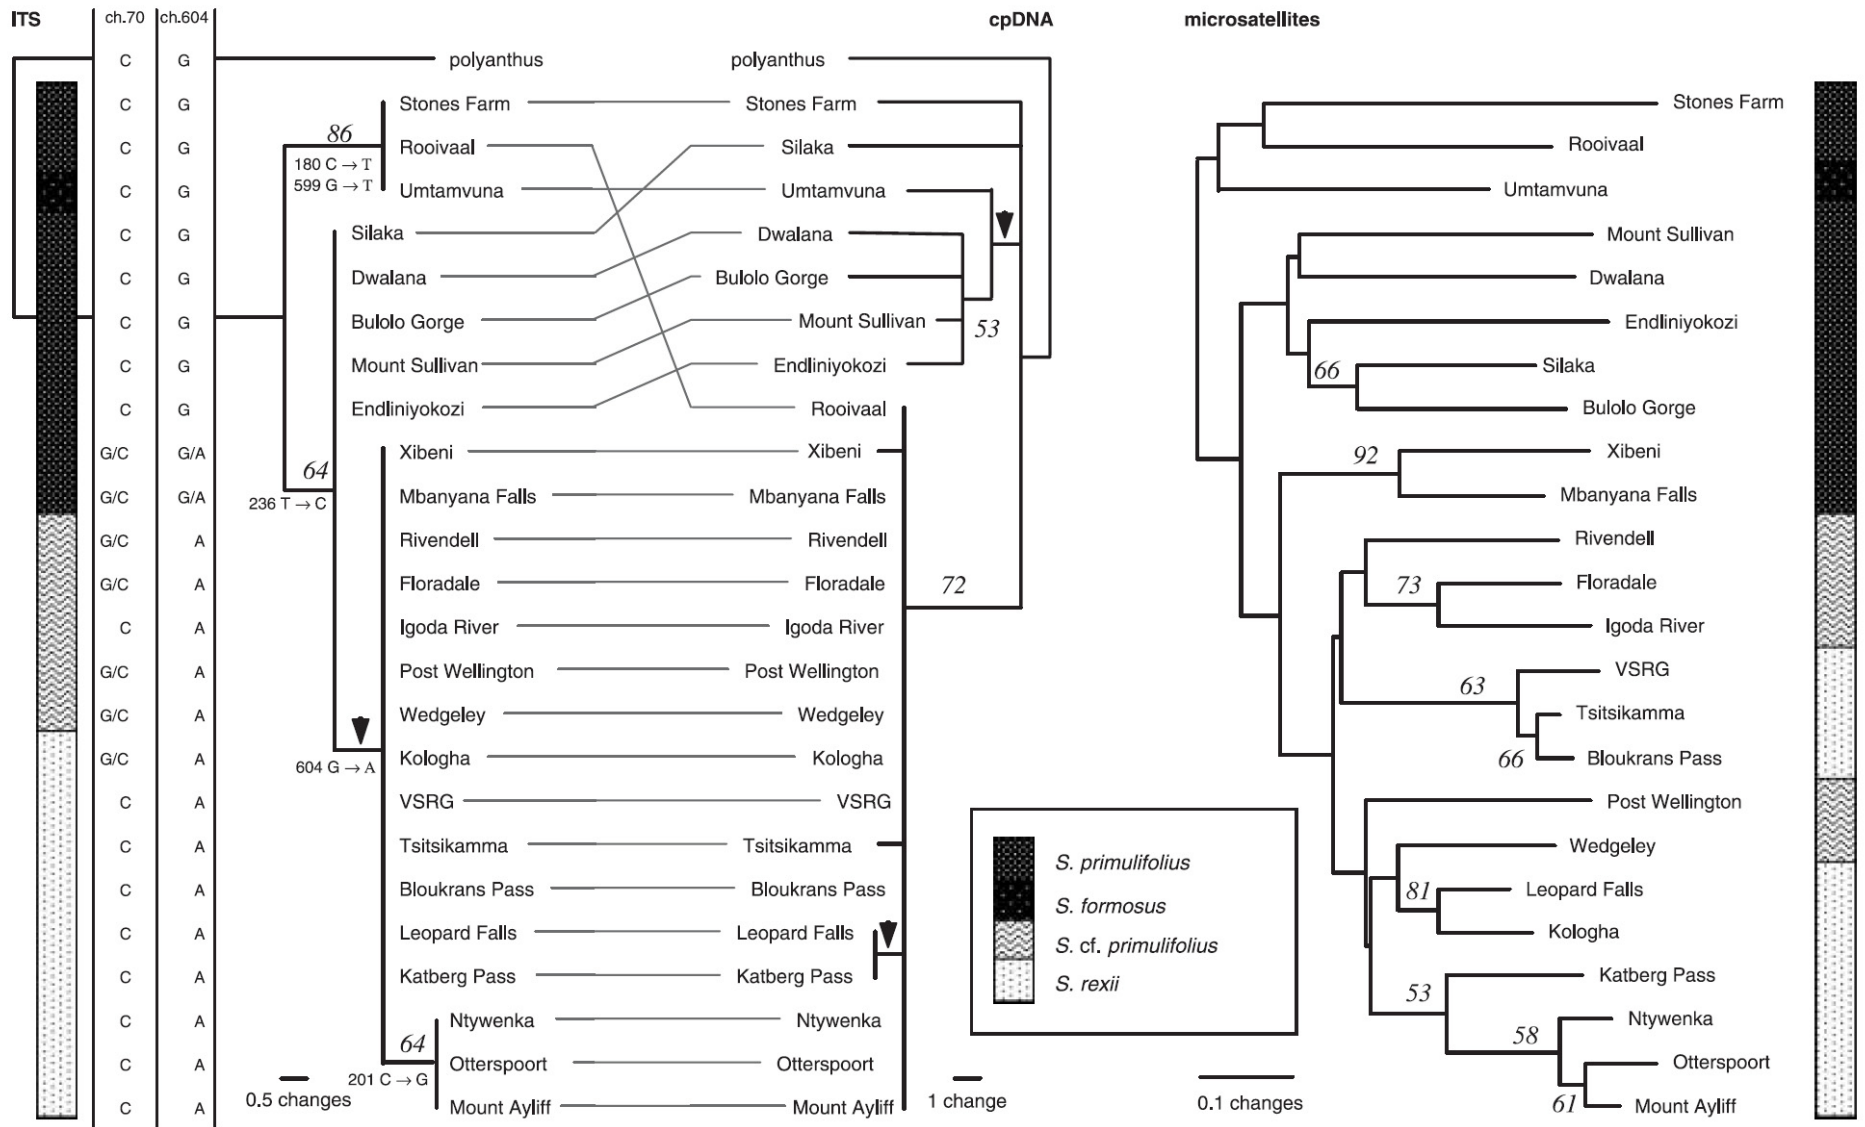 ITS ch.70 ch.604 cpDNA microsatellites
C G polyanthus polyanthus
C G Stones Farm Stones Farm Stones Farm
86
C G Rooivaal Silaka Rooivaal
180 C → T
599 G → T
C G Umtamvuna Umtamvuna Umtamvuna
C G Silaka Dwalana Mount Sullivan
C G Dwalana Bulolo Gorge Dwalana
C G Bulolo Gorge Mount Sullivan 53 Endliniyokozi
C G Mount Sullivan Endliniyokozi 66 Silaka
C G Endliniyokozi Rooivaal Bulolo Gorge
G/C G/A Xibeni Xibeni 92 Xibeni
64
G/C G/A Mbanyana Falls Mbanyana Falls Mbanyana Falls
236 T → C
G/C A Rivendell Rivendell Rivendell
G/C A Floradale Floradale 72 73 Floradale
C A Igoda River Igoda River Igoda River
G/C A Post Wellington Post Wellington 63 VSRG
G/C A Wedgeley Wedgeley Tsitsikamma
G/C A Kologha Kologha 66 Bloukrans Pass
604 G → A
C A VSRG VSRG Post Wellington
C A Tsitsikamma Tsitsikamma Wedgeley
S. primulifolius
C A Bloukrans Pass Bloukrans Pass 81 Leopard Falls
S. formosus
C A Leopard Falls Leopard Falls Kologha
S. cf. primulifolius
C A Katberg Pass Katberg Pass Katberg Pass
S. rexii
53
C A Ntywenka Ntywenka Ntywenka
64 58
C A Otterspoort Otterspoort Otterspoort
201 C → G
0.5 changes 1 change 0.1 changes
C A Mount Ayliff Mount Ayliff 61 Mount Ayliff